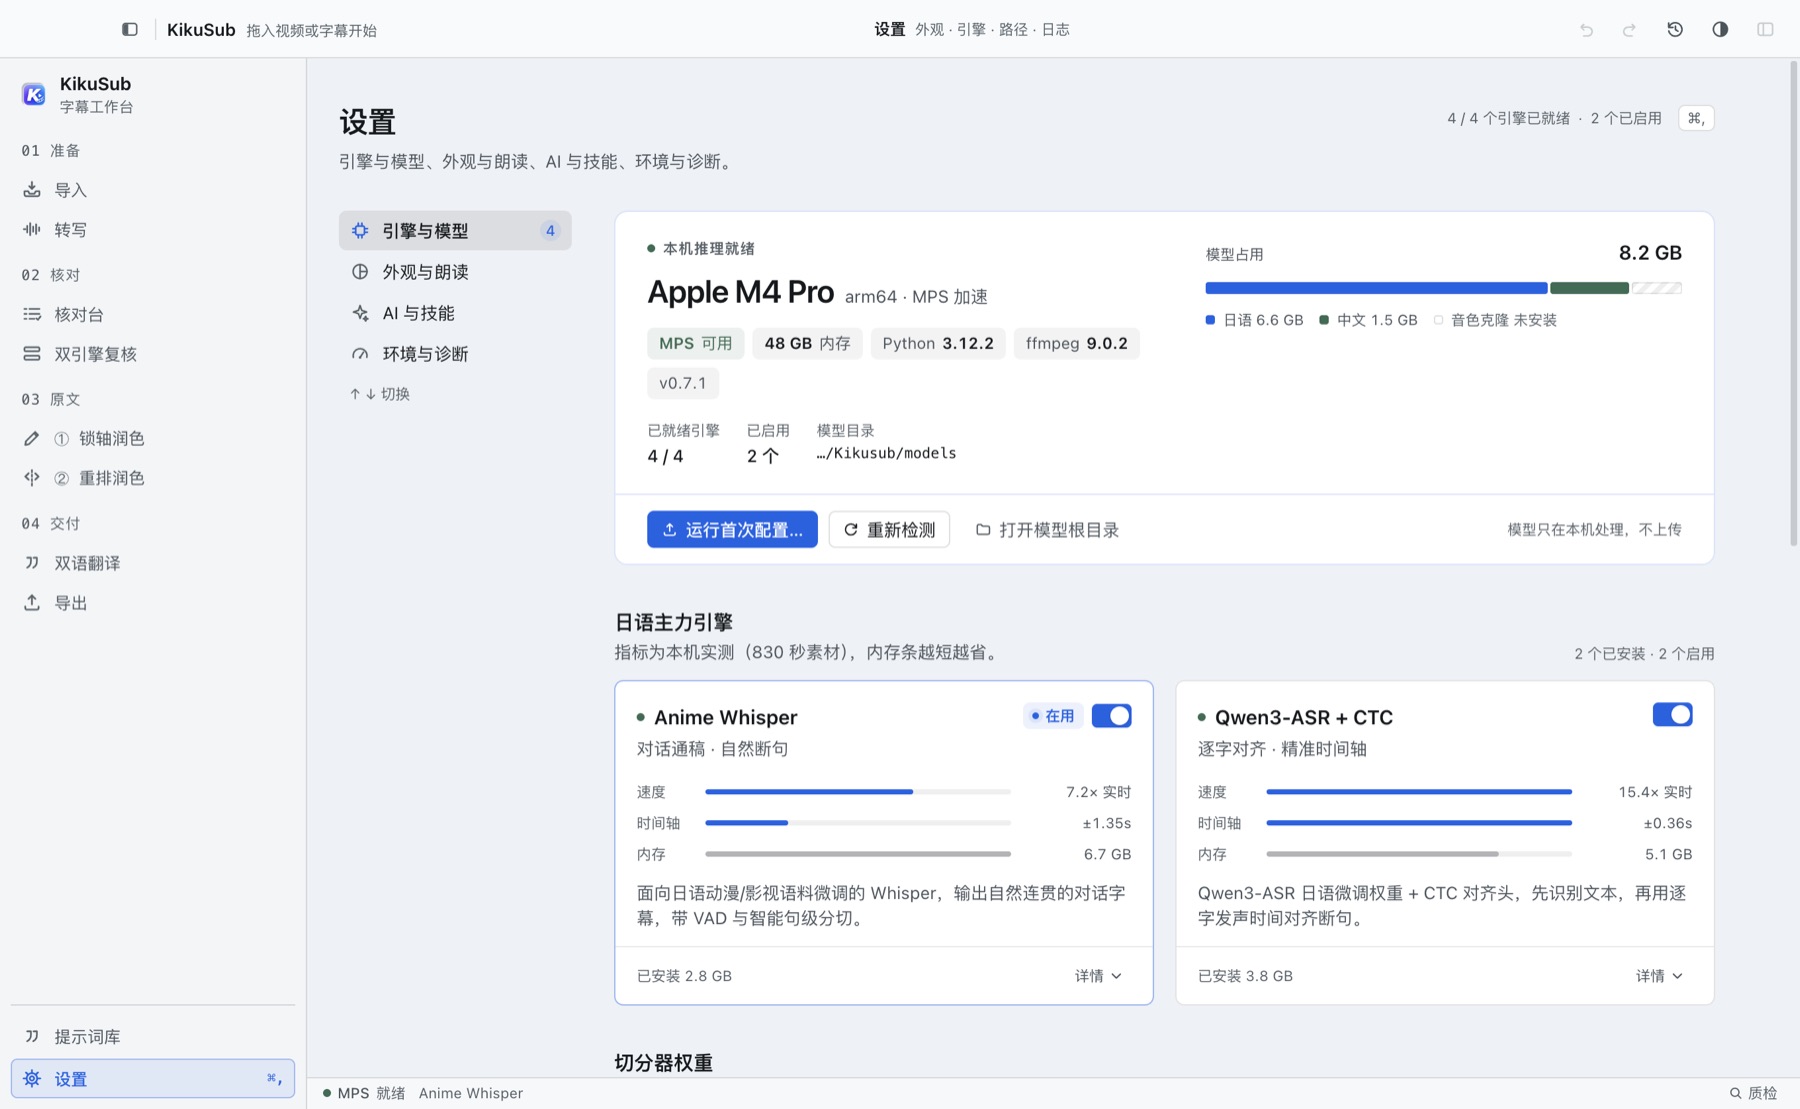 KikuSub 拖入视频或字幕开始
设置 外观 · 引擎 · 路径 · 日志
KikuSub
字幕工作台
01 准备
导入
转写
02 核对
核对台
双引擎复核
03 原文
① 锁轴润色
② 重排润色
04 交付
双语翻译
导出
提示词库
设置 ⌘,
设置
引擎与模型、外观与朗读、AI 与技能、环境与诊断。
4 / 4 个引擎已就绪 · 2 个已启用 ⌘,
引擎与模型 4
外观与朗读
AI 与技能
环境与诊断
↑ ↓ 切换
本机推理就绪
Apple M4 Pro arm64 · MPS 加速
MPS 可用 48 GB 内存 Python 3.12.2 ffmpeg 9.0.2
v0.7.1
已就绪引擎 已启用 模型目录
4 / 4 2 个 …/Kikusub/models
模型占用 8.2 GB
日语 6.6 GB 中文 1.5 GB 音色克隆 未安装
运行首次配置... 重新检测 打开模型根目录 模型只在本机处理，不上传
日语主力引擎
指标为本机实测（830 秒素材），内存条越短越省。
2 个已安装 · 2 个启用
Anime Whisper 在用
对话通稿 · 自然断句
速度 7.2× 实时
时间轴 ±1.35s
内存 6.7 GB
面向日语动漫/影视语料微调的 Whisper，输出自然连贯的对话字
幕，带 VAD 与智能句级分切。
已安装 2.8 GB 详情
Qwen3-ASR + CTC
逐字对齐 · 精准时间轴
速度 15.4× 实时
时间轴 ±0.36s
内存 5.1 GB
Qwen3-ASR 日语微调权重 + CTC 对齐头，先识别文本，再用逐
字发声时间对齐断句。
已安装 3.8 GB 详情
切分器权重
MPS 就绪 Anime Whisper
质检